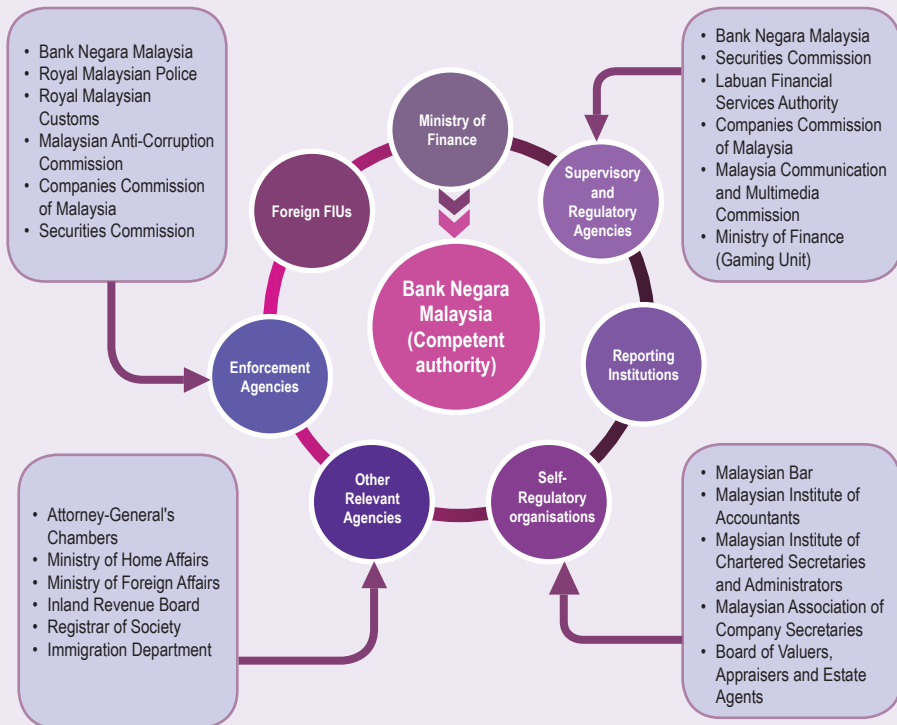 • Bank Negara Malaysia
• Royal Malaysian Police
• Royal Malaysian
Customs
• Malaysian Anti-Corruption
Commission
• Companies Commission
of Malaysia
• Securities Commission
Ministry of
Finance
• Bank Negara Malaysia
• Securities Commission
• Labuan Financial
Services Authority
• Companies Commission
of Malaysia
• Malaysia Communication
and Multimedia
Commission
• Ministry of Finance
(Gaming Unit)
Foreign FIUs
Supervisory
and
Regulatory
Agencies
Bank Negara
Malaysia
(Competent
authority)
Enforcement
Agencies
Reporting
Institutions
Other
Relevant
Agencies
Self-
Regulatory
organisations
• Attorney-General's
Chambers
• Ministry of Home Affairs
• Ministry of Foreign Affairs
• Inland Revenue Board
• Registrar of Society
• Immigration Department
• Malaysian Bar
• Malaysian Institute of
Accountants
• Malaysian Institute of
Chartered Secretaries
and Administrators
• Malaysian Association of
Company Secretaries
• Board of Valuers,
Appraisers and Estate
Agents